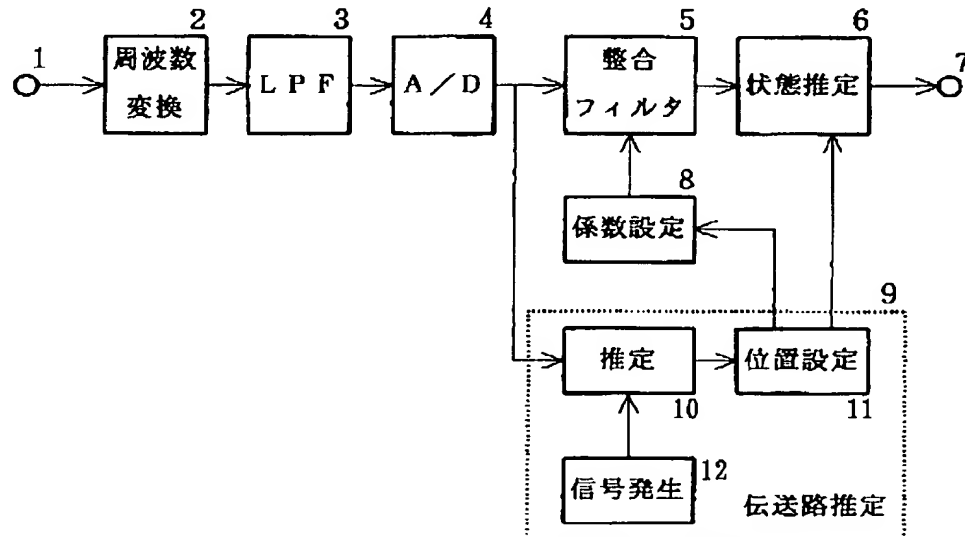 1
2
周波数
変換
3
LPF
4
A/D
5
整合
フィルタ
6
状態推定
7
8
係数設定
9
推定
10
位置設定
11
信号発生
12
伝送路推定